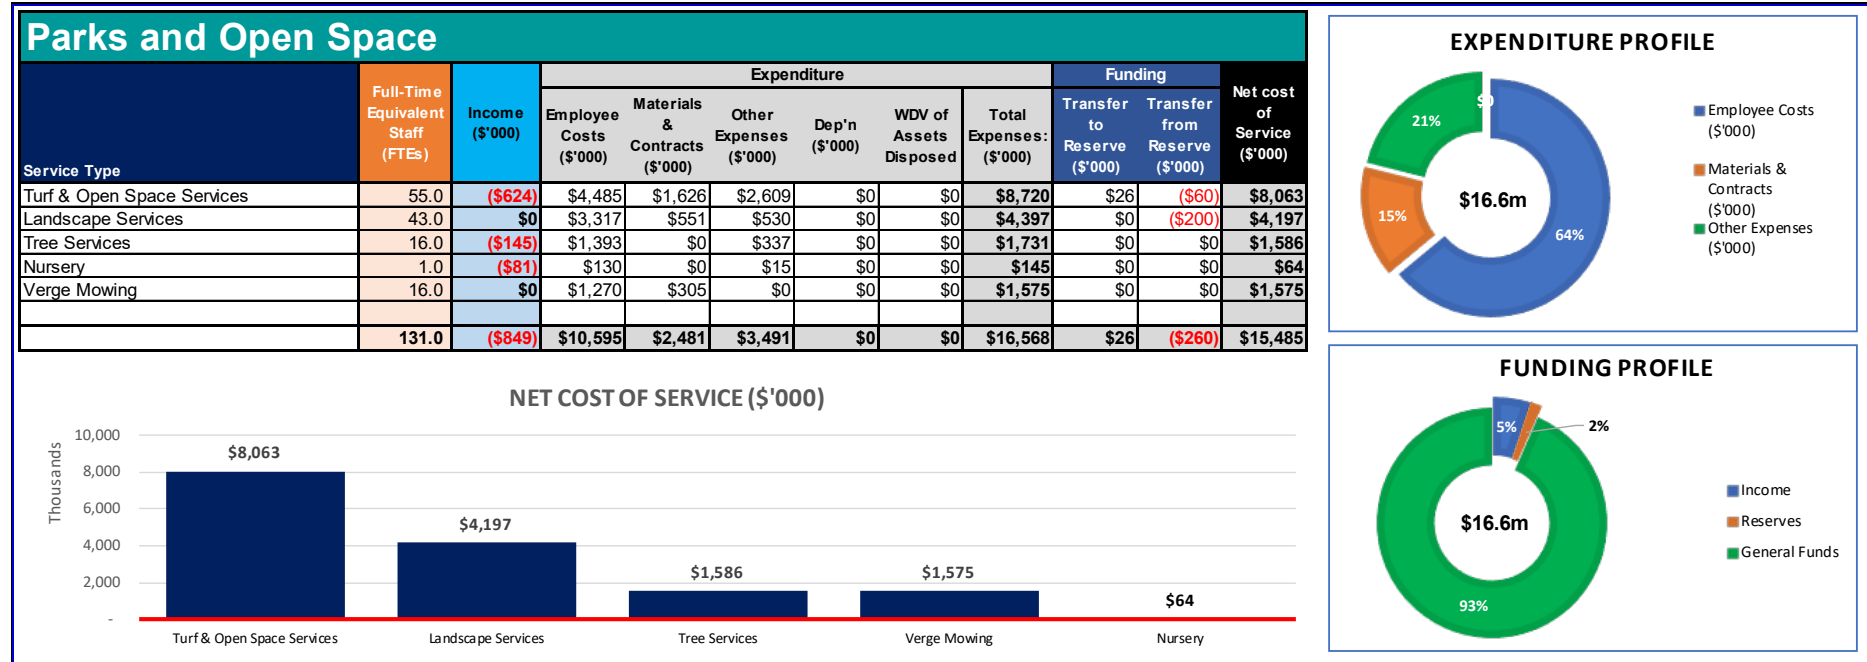 Parks and Open Space
Expenditure Funding
Service Type Full-Time Equivalent Staff (FTEs) Income ($'000) Employee Costs ($'000) Materials & Contracts ($'000) Other Expenses ($'000) Dep'n ($'000) WDV of Assets Disposed Total Expenses: ($'000) Transfer to Reserve ($'000) Transfer from Reserve ($'000) Net cost of Service ($'000)
Turf & Open Space Services 55.0 ($624) $4,485 $1,626 $2,609 $0 $0 $8,720 $26 ($60) $8,063
Landscape Services 43.0 $0 $3,317 $551 $530 $0 $0 $4,397 $0 ($200) $4,197
Tree Services 16.0 ($145) $1,393 $0 $337 $0 $0 $1,731 $0 $0 $1,586
Nursery 1.0 ($81) $130 $0 $15 $0 $0 $145 $0 $0 $64
Verge Mowing 16.0 $0 $1,270 $305 $0 $0 $0 $1,575 $0 $0 $1,575
131.0 ($849) $10,595 $2,481 $3,491 $0 $0 $16,568 $26 ($260) $15,485
NET COST OF SERVICE ($'000)
Thousands
10,000
8,000
6,000
4,000
2,000
-
$8,063
$4,197
$1,586
$1,575
$64
Turf & Open Space Services
Landscape Services
Tree Services
Verge Mowing
Nursery
EXPENDITURE PROFILE
$0
21%
15%
64%
$16.6m
Employee Costs
($'000)
Materials &
Contracts
($'000)
Other Expenses
($'000)
FUNDING PROFILE
5%
2%
93%
$16.6m
Income
Reserves
General Funds